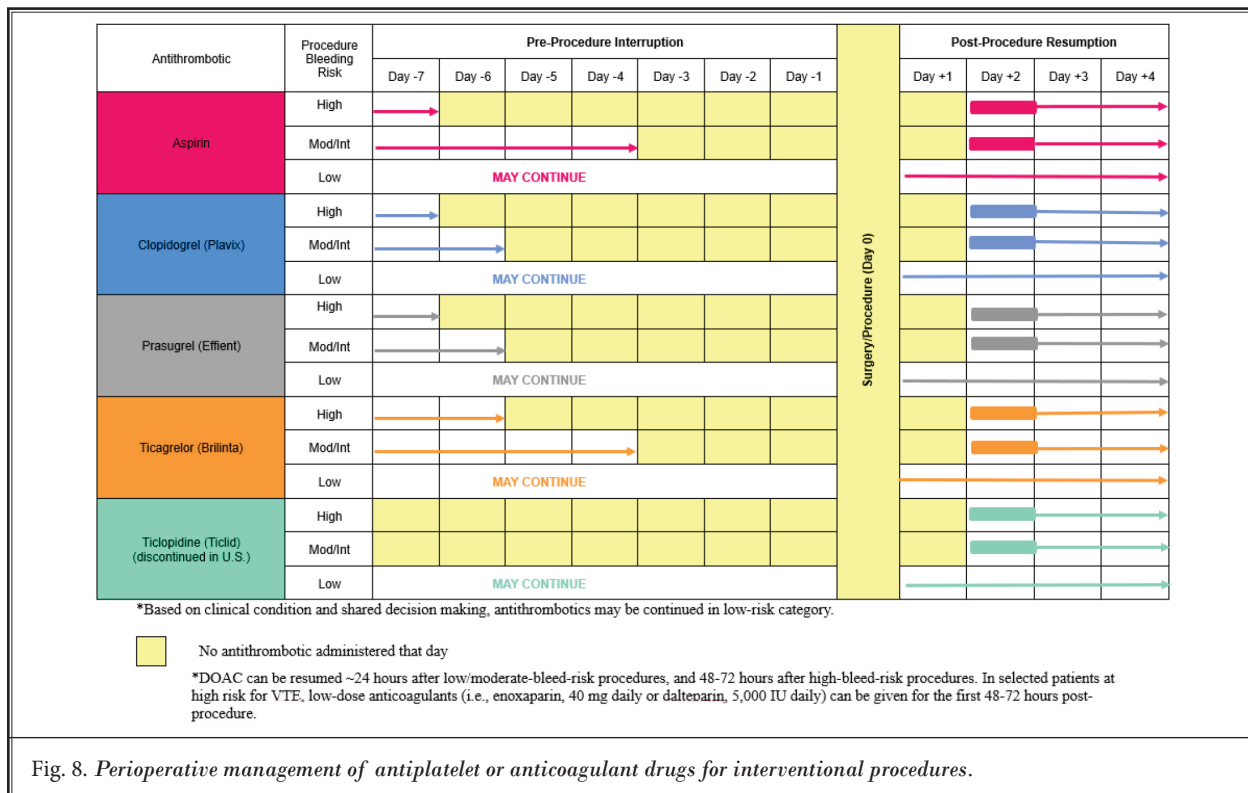 Antithrombotic
Procedure
Bleeding
Risk
Pre-Procedure Interruption
Post-Procedure Resumption
Day -7
Day -6
Day -5
Day -4
Day -3
Day -2
Day -1
Surgery/Procedure (Day 0)
Day +1
Day +2
Day +3
Day +4
Aspirin
High
Mod/Int
Low
MAY CONTINUE
Clopidogrel (Plavix)
High
Mod/Int
Low
MAY CONTINUE
Prasugrel (Effient)
High
Mod/Int
Low
MAY CONTINUE
Ticagrelor (Brilinta)
High
Mod/Int
Low
MAY CONTINUE
Ticlopidine (Ticlid)
(discontinued in U.S.)
High
Mod/Int
Low
MAY CONTINUE
*Based on clinical condition and shared decision making, antithrombotics may be continued in low-risk category.
No antithrombotic administered that day
*DOAC can be resumed ~24 hours after low/moderate-bleed-risk procedures, and 48-72 hours after high-bleed-risk procedures. In selected patients at
high risk for VTE, low-dose anticoagulants (i.e., enoxaparin, 40 mg daily or dalteparin, 5,000 IU daily) can be given for the first 48-72 hours post-
procedure.
Fig. 8. Perioperative management of antiplatelet or anticoagulant drugs for interventional procedures.